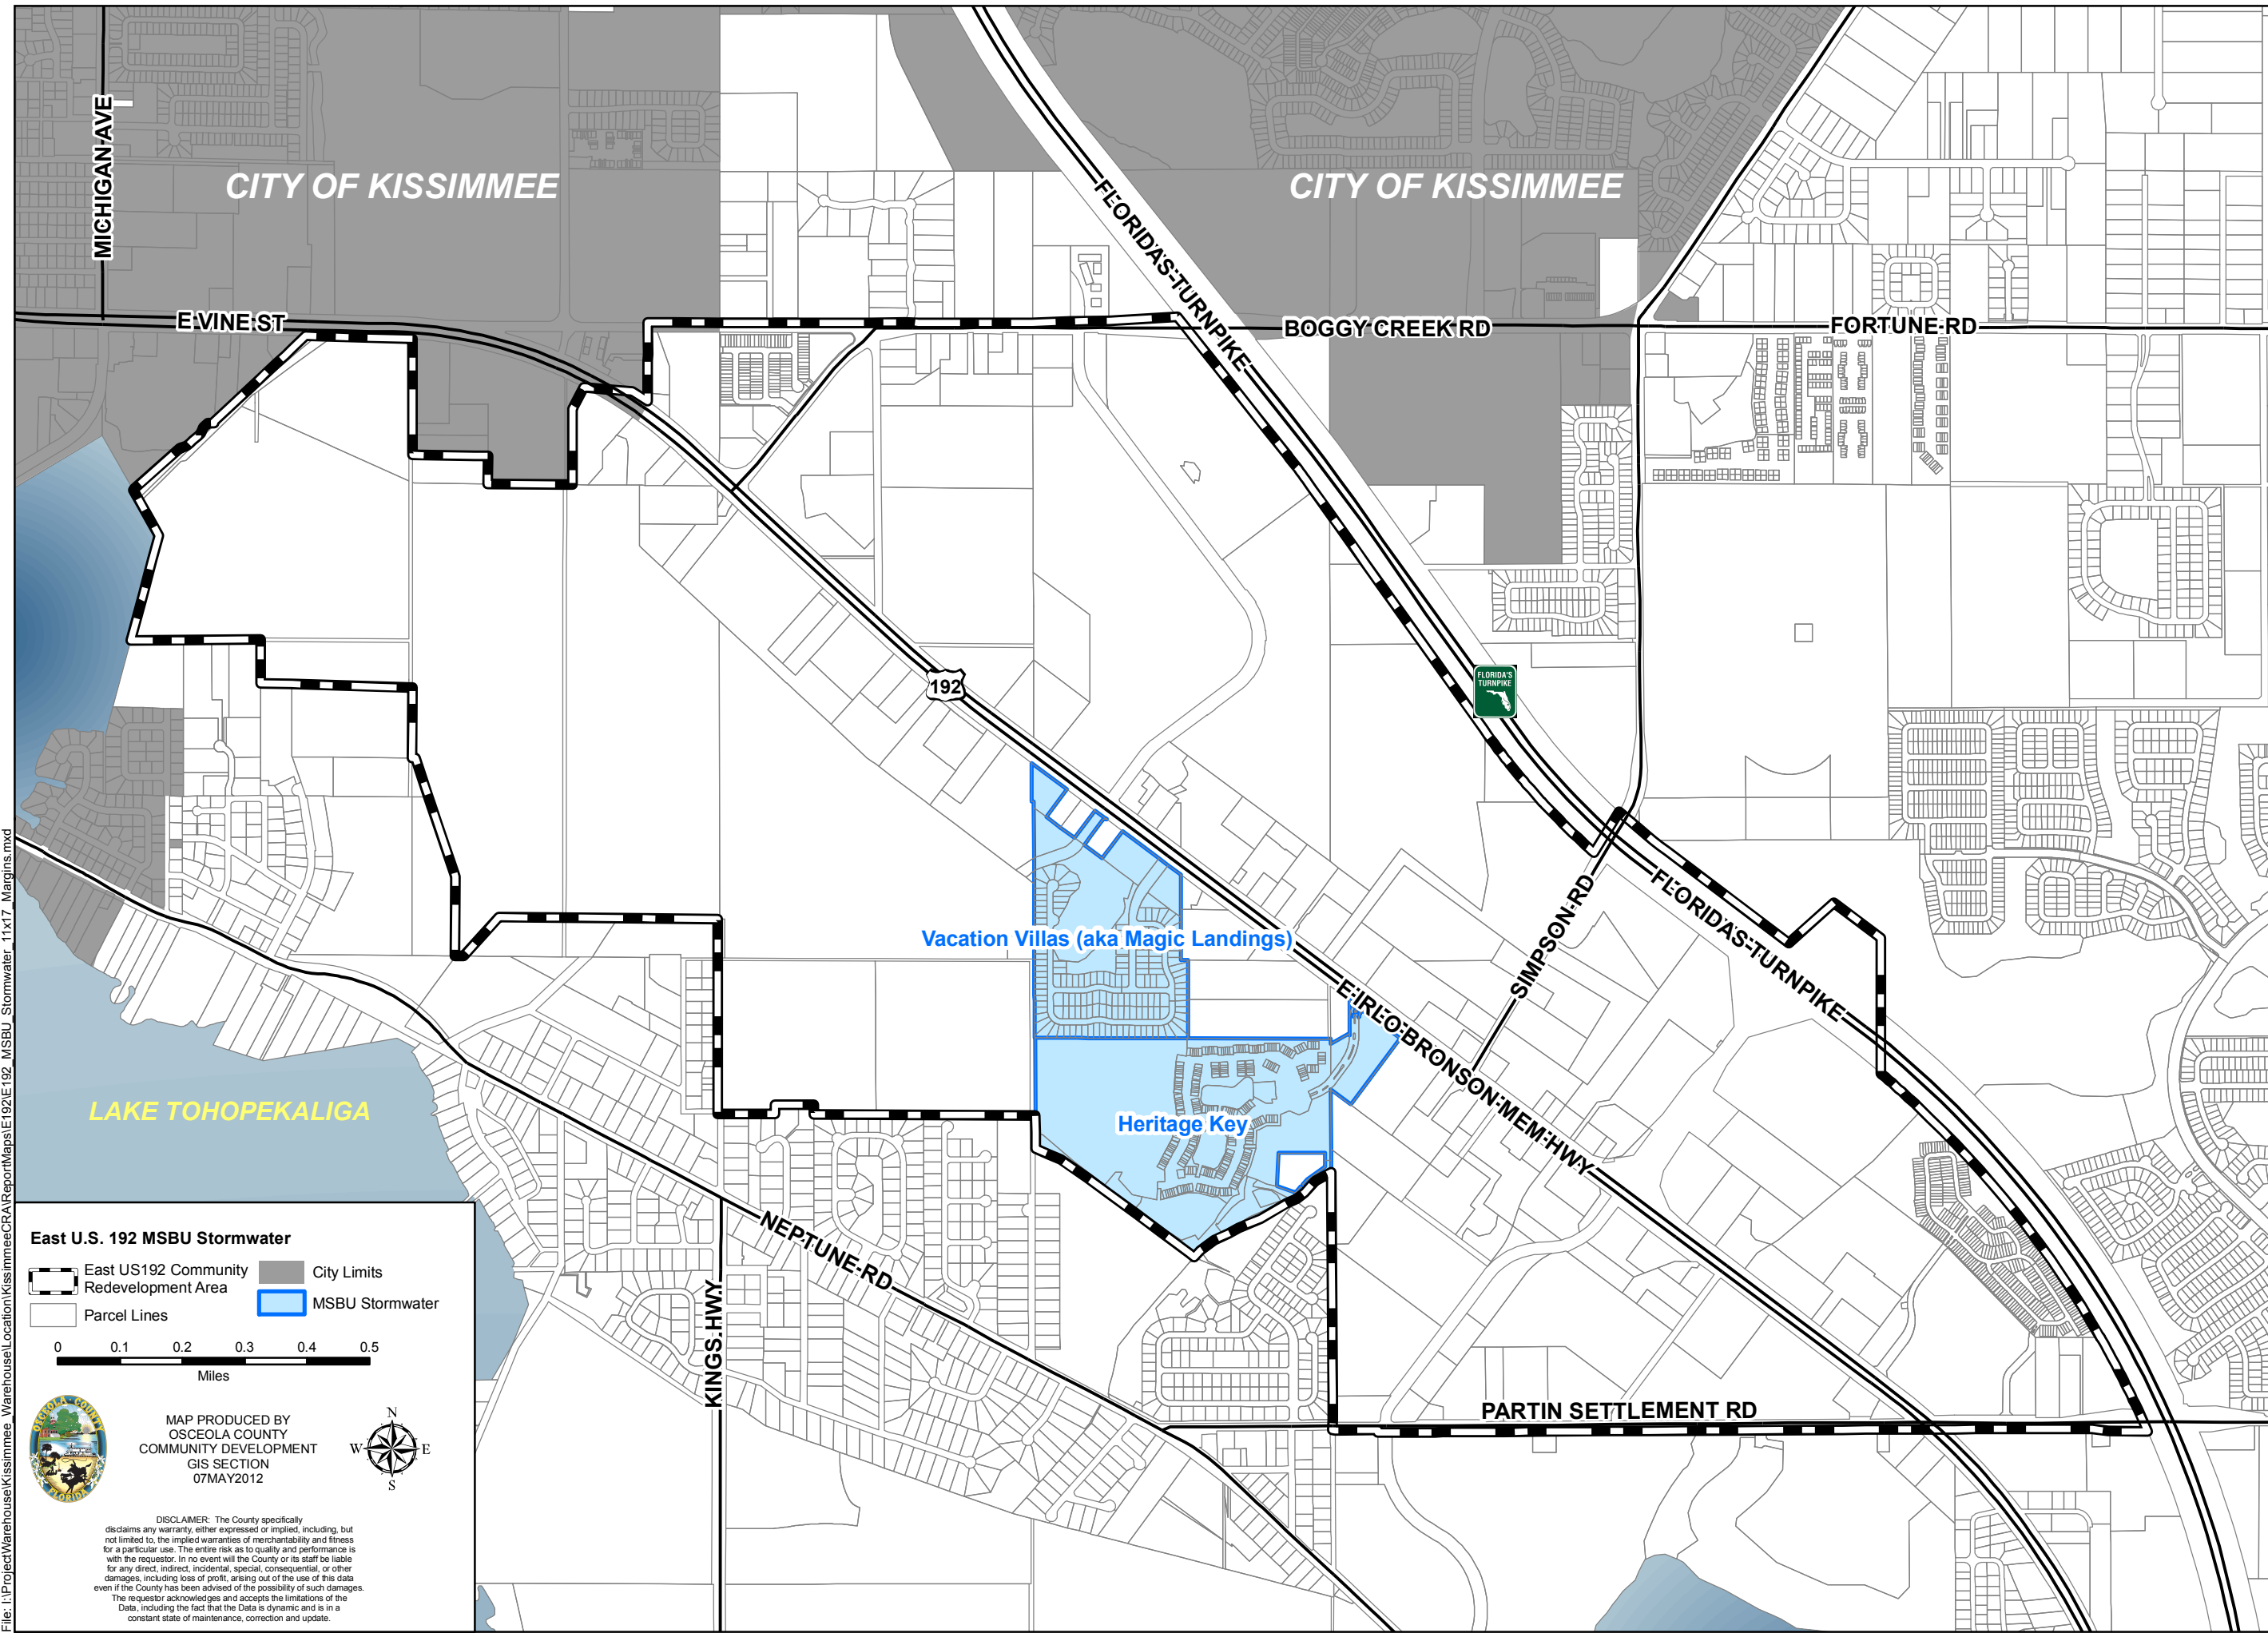 CITY OF KISSIMMEE
CITY OF KISSIMMEE
MICHIGAN AVE
E VINE ST
FLORIDAS TURNPIKE
BOGGY CREEK RD
FORTUNE RD
192
FLORIDA'S
TURNPIKE
Vacation Villas (aka Magic Landings)
SIMPSON RD
FLORIDAS TURNPIKE
E IRLO BRONSON MEM HWY
LAKE TOHOPEKALIGA
Heritage Key
NEPTUNE RD
KINGS HWY
PARTIN SETTLEMENT RD
East U.S. 192 MSBU Stormwater
East US192 Community
Redevelopment Area
City Limits
Parcel Lines
MSBU Stormwater
0 0.1 0.2 0.3 0.4 0.5
Miles
OSCEOLA COUNTY
FLORIDA
MAP PRODUCED BY
OSCEOLA COUNTY
COMMUNITY DEVELOPMENT
GIS SECTION
07MAY2012
N
W E
S
DISCLAIMER: The County specifically
disclaims any warranty, either expressed or implied, including, but
not limited to, the implied warranties of merchantability and fitness
for a particular use. The entire risk as to quality and performance is
with the requestor. In no event will the County or its staff be liable
for any direct, indirect, incidental, special, consequential, or other
damages, including loss of profit, arising out of the use of this data
even if the County has been advised of the possibility of such damages.
The requestor acknowledges and accepts the limitations of the
Data, including the fact that the Data is dynamic and is in a
constant state of maintenance, correction and update.
File: I:\ProjectWarehouse\Kissimmee_Warehouse\Location\KissimmeeCRA\ReportMaps\E192\E192_MSBU_Stormwater_11x17_Margins.mxd